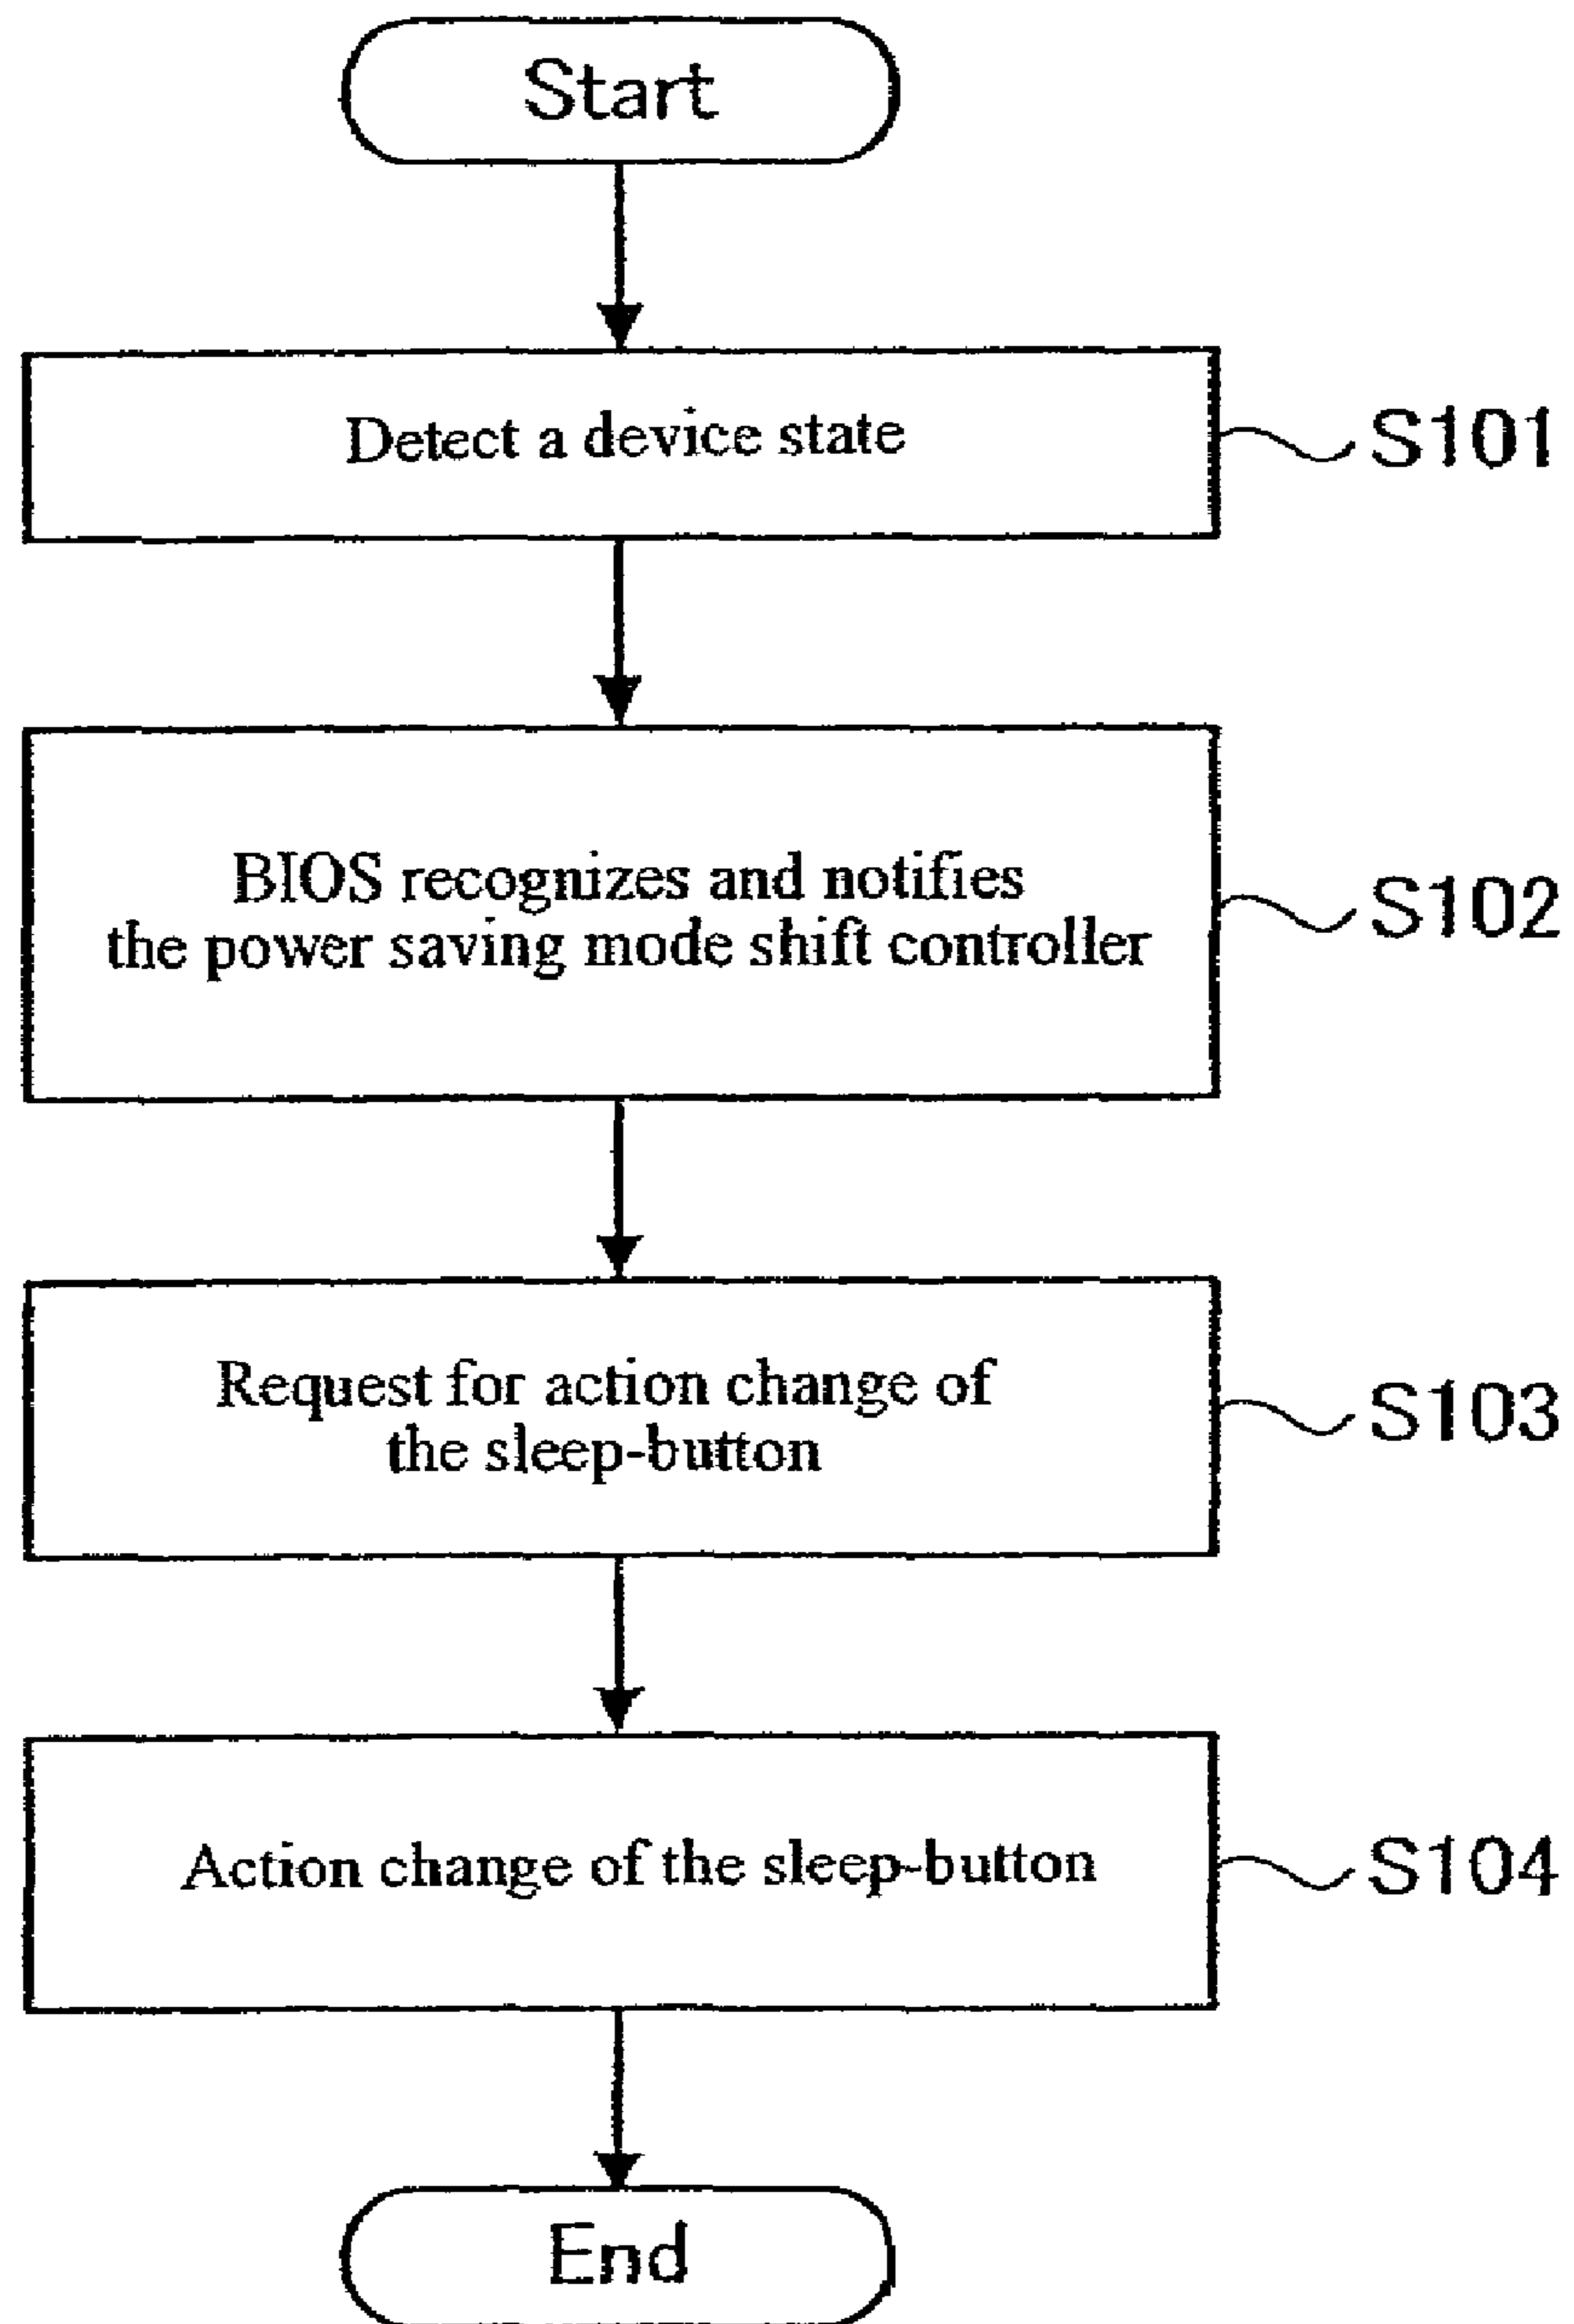 Start
Detect a device state
S101
BIOS recognizes and notifies
the power saving mode shift controller
S102
Request for action change of
the sleep-button
S103
Action change of the sleep-button
S104
End